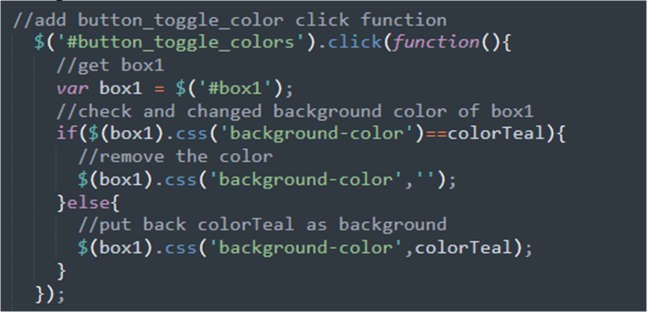 //add button_toggle_color click function
$('#button_toggle_colors').click(function(){
//get box1
var box1 = $('#box1');
//check and changed background color of box1
if($(box1).css('background-color')==colorTeal){
//remove the color
$(box1).css('background-color','');
}else{
//put back colorTeal as background
$(box1).css('background-color',colorTeal);
}
});